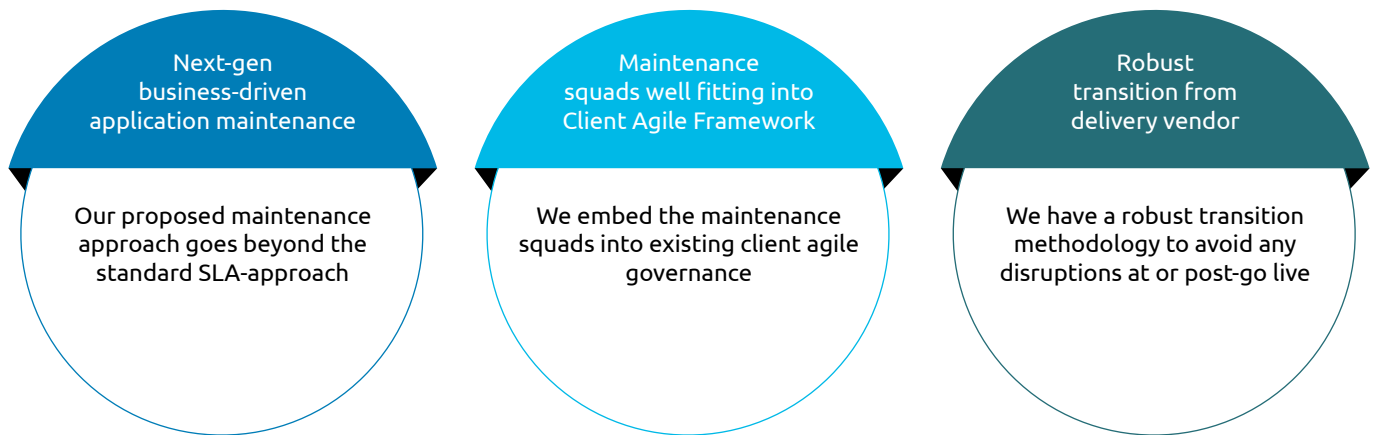 Next-gen
business-driven
application maintenance
Our proposed maintenance
approach goes beyond the
standard SLA-approach
Maintenance
squads well fitting into
Client Agile Framework
We embed the maintenance
squads into existing client agile
governance
Robust
transition from
delivery vendor
We have a robust transition
methodology to avoid any
disruptions at or post-go live